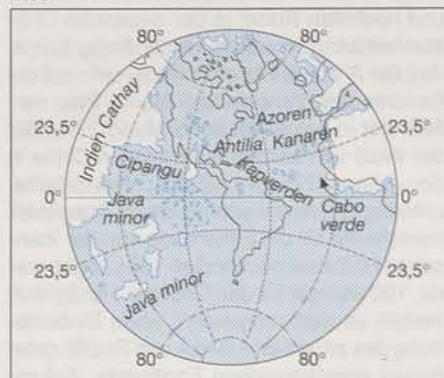 80°
80°
Indien Cathay
Azoren
23,5°
Antilia Kanaren
23,5°
Cipangu
Kapkerden
0°
Java
minor
Cabo
verde
0°
23,5°
Java minor
23,5°
80°
80°